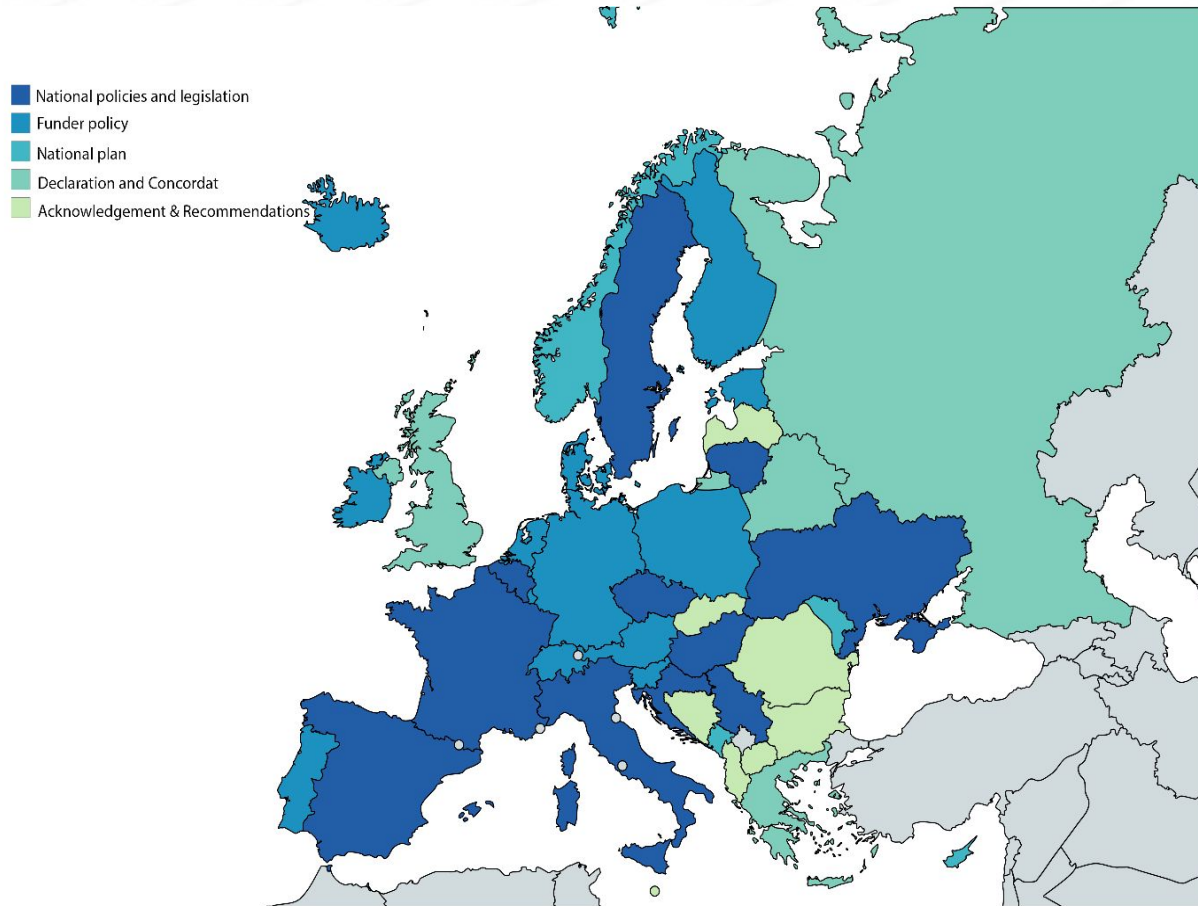 National policies and legislation
Funder policy
National plan
Declaration and Concordat
Acknowledgement & Recommendations